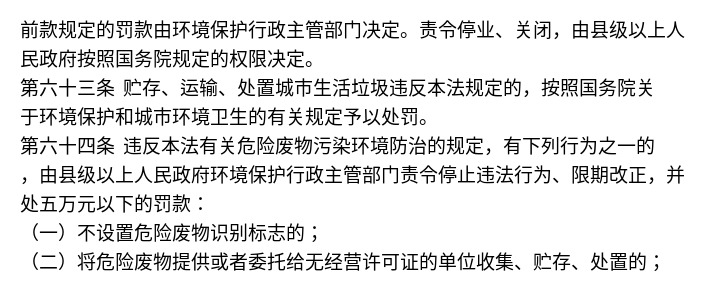 前款规定的罚款由环境保护行政主管部门决定。责令停业、关闭，由县级以上人
民政府按照国务院规定的权限决定。
第六十三条 贮存、运输、处置城市生活垃圾违反本法规定的，按照国务院关
于环境保护和城市环境卫生的有关规定予以处罚。
第六十四条 违反本法有关危险废物污染环境防治的规定，有下列行为之一的
，由县级以上人民政府环境保护行政主管部门责令停止违法行为、限期改正，并
处五万元以下的罚款：
（一）不设置危险废物识别标志的；
（二）将危险废物提供或者委托给无经营许可证的单位收集、贮存、处置的；